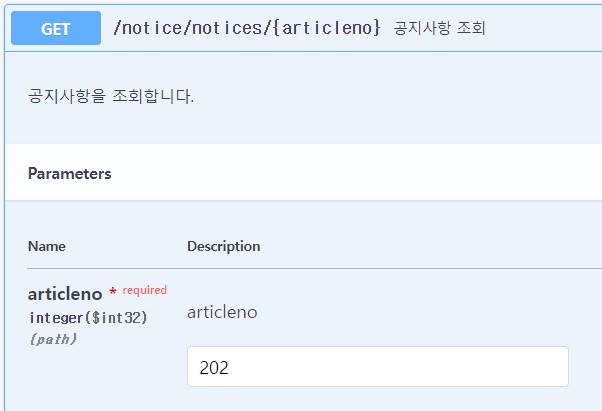 GET /notice/notices/{articleno} 공지사항 조회
공지사항을 조회합니다.
Parameters
Name Description
articleno * required
integer($int32)
(path)
articleno
202